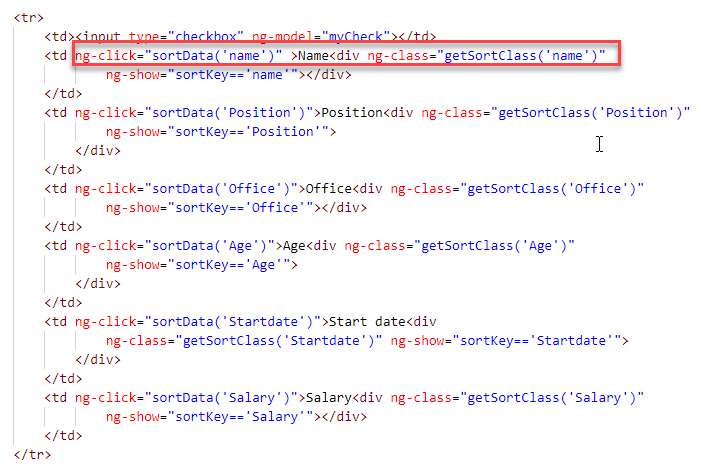 <tr>
<td><input type="checkbox" ng-model="myCheck"></td>
<td ng-click="sortData('name')" >Name<div ng-class="getSortClass('name')"
ng-show="sortKey=='name'"></div>
</td>
<td ng-click="sortData('Position')">Position<div ng-class="getSortClass('Position')"
ng-show="sortKey=='Position'">
</div>
</td>
<td ng-click="sortData('Office')">Office<div ng-class="getSortClass('Office')"
ng-show="sortKey=='Office'"></div>
</td>
<td ng-click="sortData('Age')">Age<div ng-class="getSortClass('Age')"
ng-show="sortKey=='Age'">
</div>
</td>
<td ng-click="sortData('Startdate')">Start date<div
ng-class="getSortClass('Startdate')" ng-show="sortKey=='Startdate'">
</div>
</td>
<td ng-click="sortData('Salary')">Salary<div ng-class="getSortClass('Salary')"
ng-show="sortKey=='Salary'"></div>
</td>
</tr>